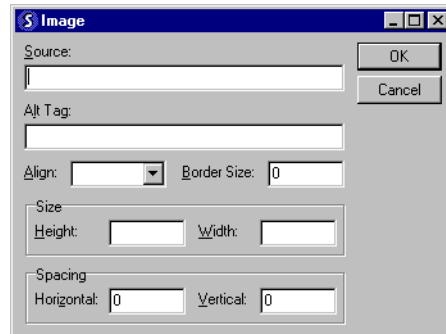 Image
Source:
OK
Cancel
Alt Tag:
Align:
Border Size: 0
Size
Height:
Width:
Spacing
Horizontal: 0
Vertical: 0